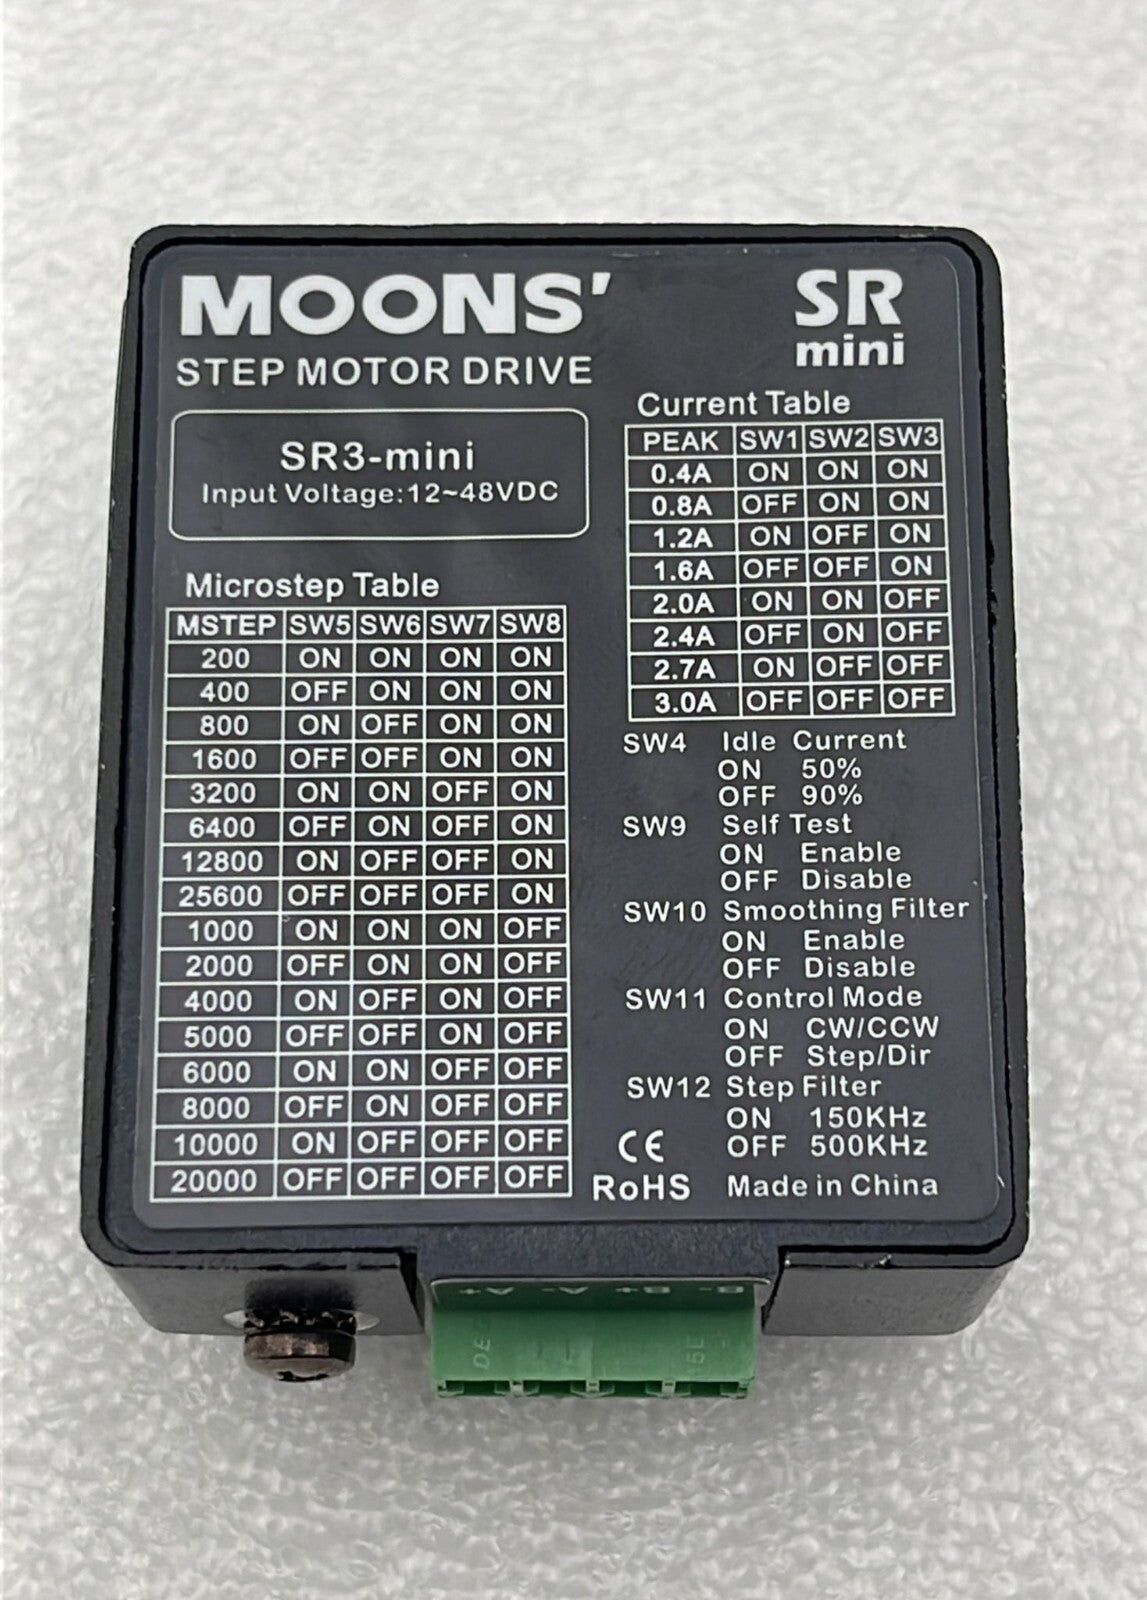 MOONS'
STEP MOTOR DRIVE
SR
mini
SR3-mini
Input Voltage:12~48VDC
Current Table
PEAK SW1 SW2 SW3
0.4A ON ON ON
0.8A OFF ON ON
1.2A ON OFF ON
1.6A OFF OFF ON
2.0A ON ON OFF
2.4A OFF ON OFF
2.7A ON OFF OFF
3.0A OFF OFF OFF
Microstep Table
MSTEP SW5 SW6 SW7 SW8
200 ON ON ON ON
400 OFF ON ON ON
800 ON OFF ON ON
1600 OFF OFF ON ON
3200 ON ON OFF ON
6400 OFF ON OFF ON
12800 ON OFF OFF ON
25600 OFF OFF OFF ON
1000 ON ON ON OFF
2000 OFF ON ON OFF
4000 ON OFF ON OFF
5000 OFF OFF ON OFF
6000 ON ON OFF OFF
8000 OFF ON OFF OFF
10000 ON OFF OFF OFF
20000 OFF OFF OFF OFF
SW4 Idle Current
ON 50%
OFF 90%
SW9 Self Test
ON Enable
OFF Disable
SW10 Smoothing Filter
ON Enable
OFF Disable
SW11 Control Mode
ON CW/CCW
OFF Step/Dir
SW12 Step Filter
ON 150KHz
OFF 500KHz
CE
RoHS Made in China
A+ A- B+ B-